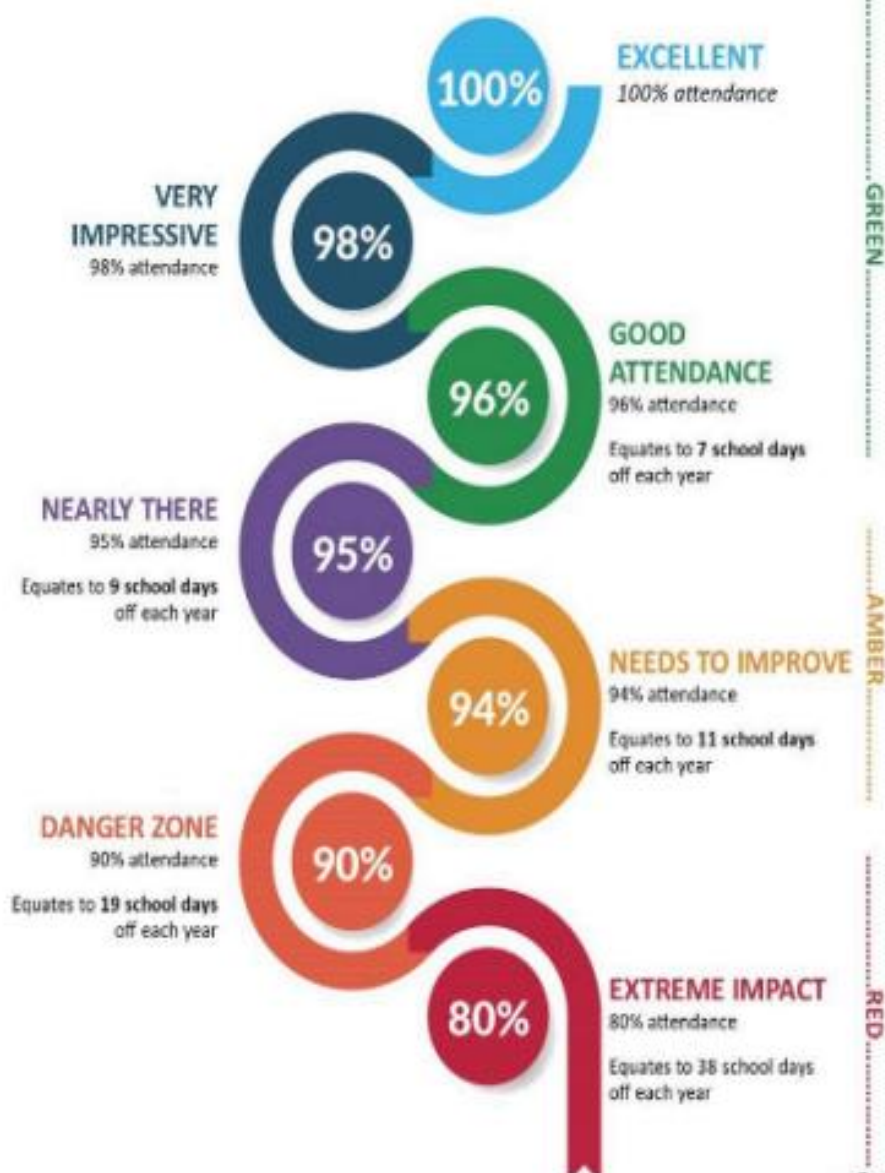 100%
EXCELLENT
100% attendance
VERY
IMPRESSIVE
98% attendance
98%
96%
GOOD
ATTENDANCE
96% attendance
Equates to 7 school days
off each year
NEARLY THERE
95% attendance
Equates to 9 school days
off each year
95%
94%
NEEDS TO IMPROVE
94% attendance
Equates to 11 school days
off each year
DANGER ZONE
90% attendance
Equates to 19 school days
off each year
90%
80%
EXTREME IMPACT
80% attendance
Equates to 38 school days
off each year
GREEN
AMBER
RED